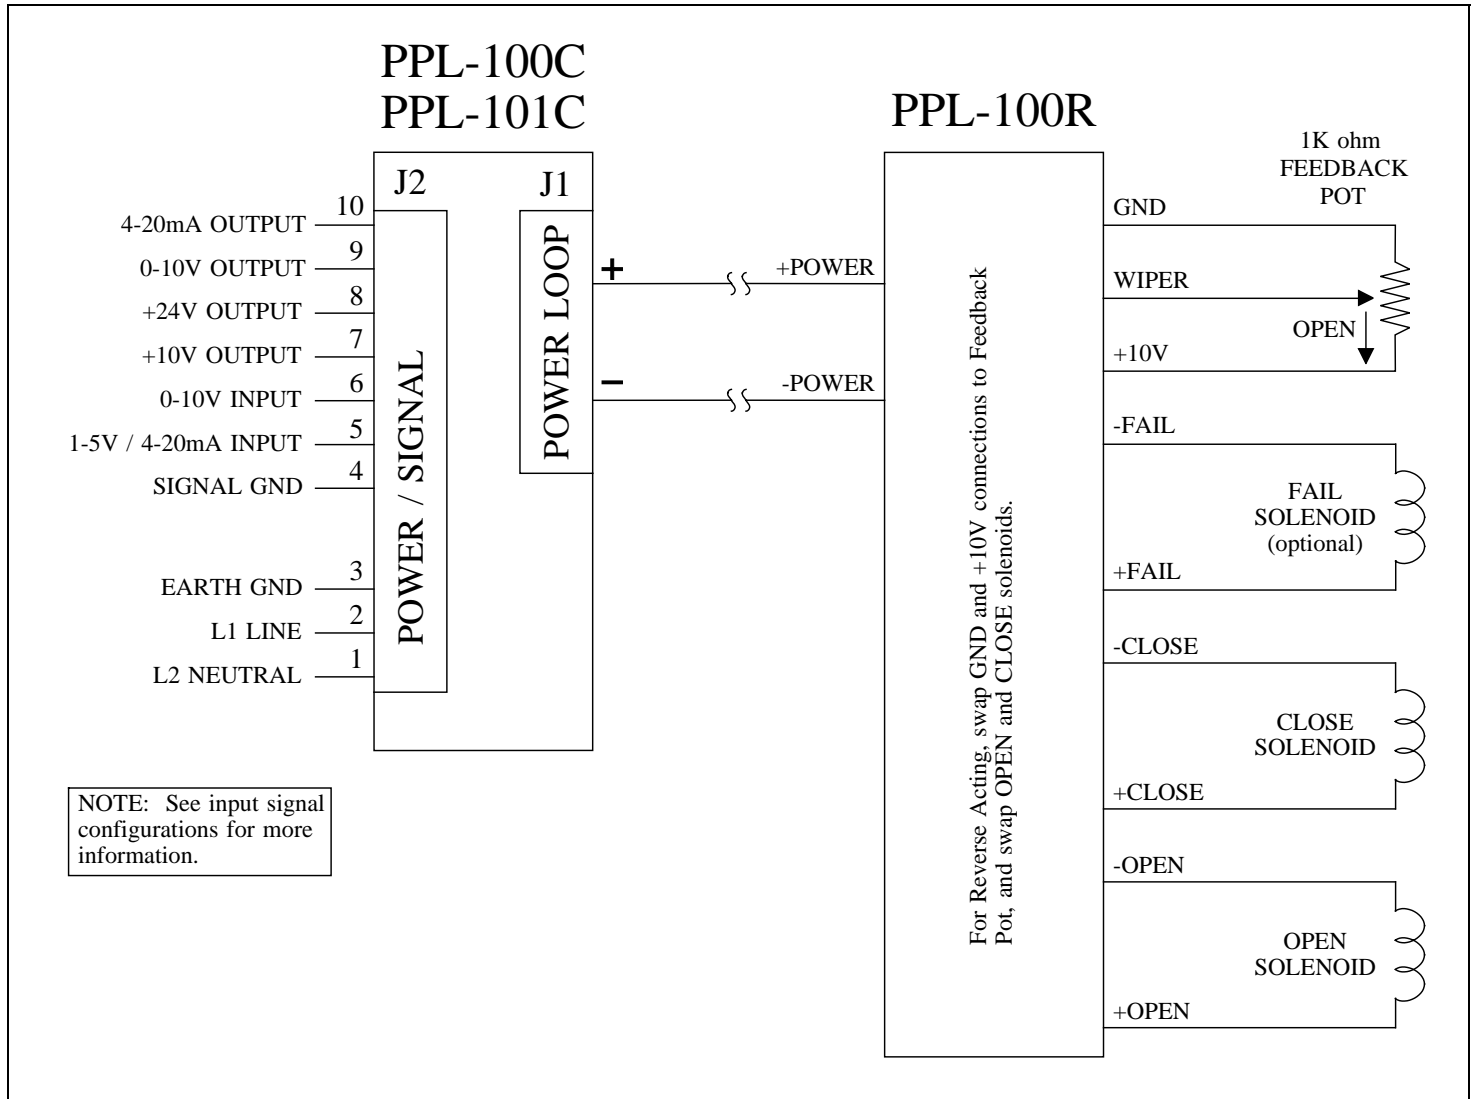 PPL-100C
PPL-101C
PPL-100R
J2
J1
10
4-20mA OUTPUT
9
0-10V OUTPUT
8
+24V OUTPUT
7
+10V OUTPUT
6
0-10V INPUT
5
1-5V / 4-20mA INPUT
4
SIGNAL GND
3
EARTH GND
2
L1 LINE
1
L2 NEUTRAL
POWER / SIGNAL
POWER LOOP
+
−
+POWER
-POWER
For Reverse Acting, swap GND and +10V connections to Feedback
Pot, and swap OPEN and CLOSE solenoids.
1K ohm
FEEDBACK
POT
GND
WIPER
OPEN
+10V
-FAIL
FAIL
SOLENOID
(optional)
+FAIL
-CLOSE
CLOSE
SOLENOID
+CLOSE
-OPEN
OPEN
SOLENOID
+OPEN
NOTE: See input signal
configurations for more
information.